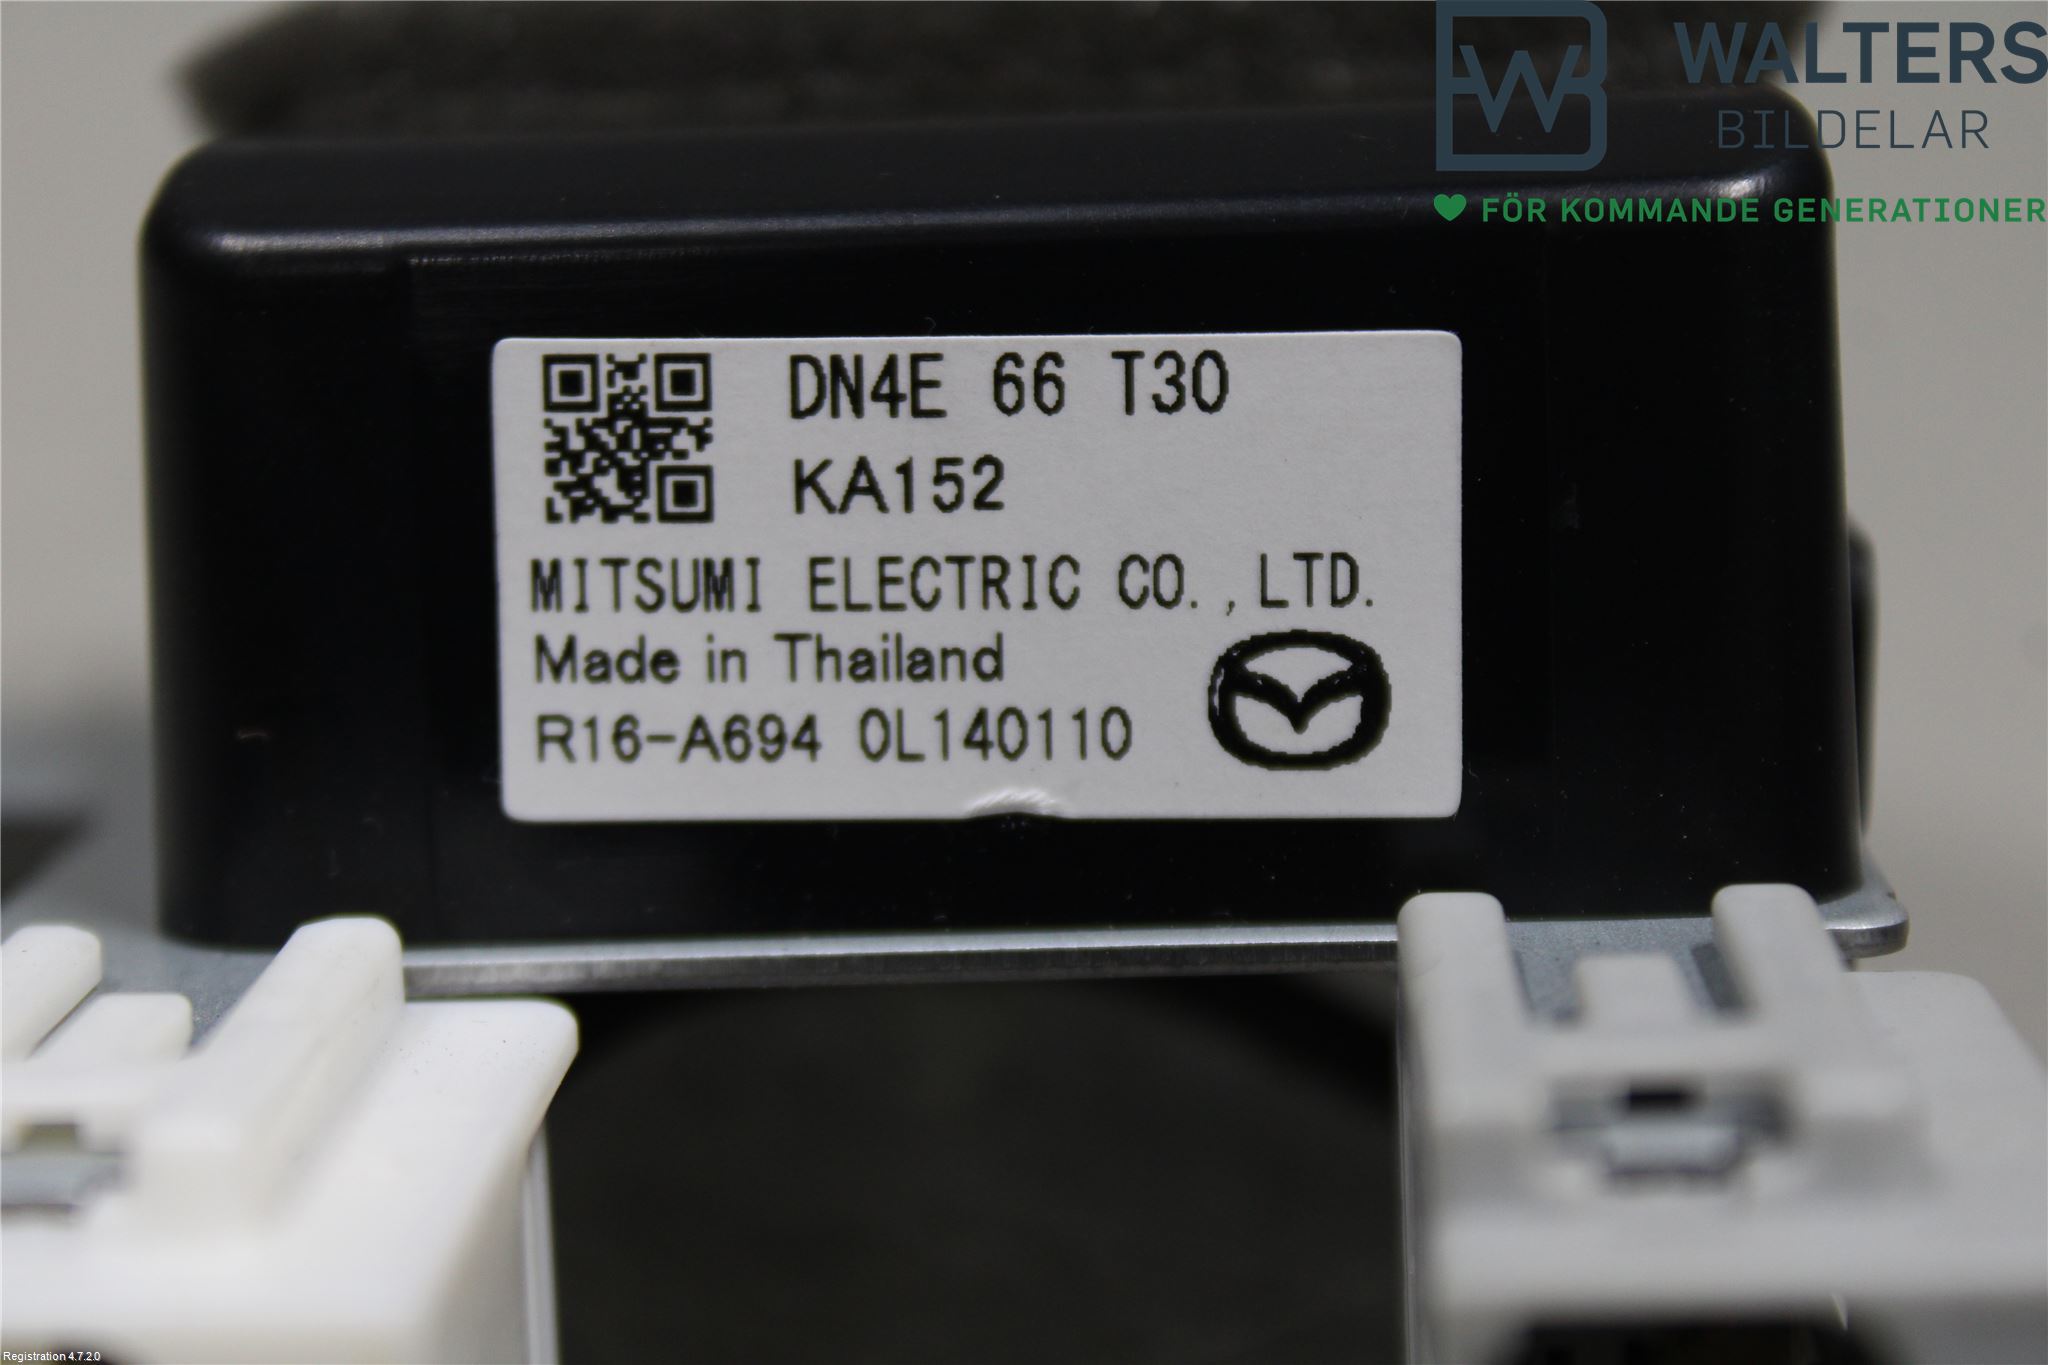 WALTERS
BILDELAR
FÖR KOMMANDE GENERATIONER
DN4E 66 T30
KA152
MITSUMI ELECTRIC CO., LTD.
Made in Thailand
R16-A694 0L140110
Registration 4.7.2.0